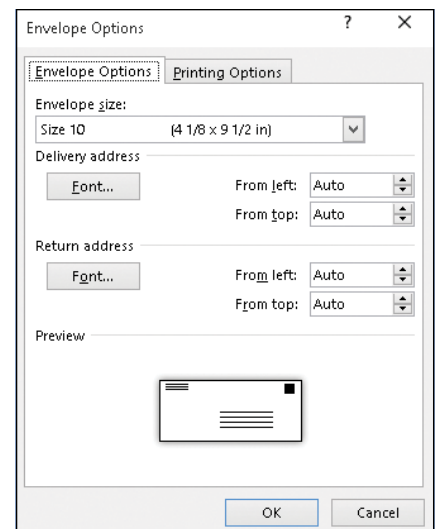 Envelope Options ? ×
Envelope Options Printing Options
Envelope size:
Size 10 (4 1/8 x 9 1/2 in)
Delivery address
Font... From left: Auto
From top: Auto
Return address
Font... From left: Auto
From top: Auto
Preview
OK Cancel